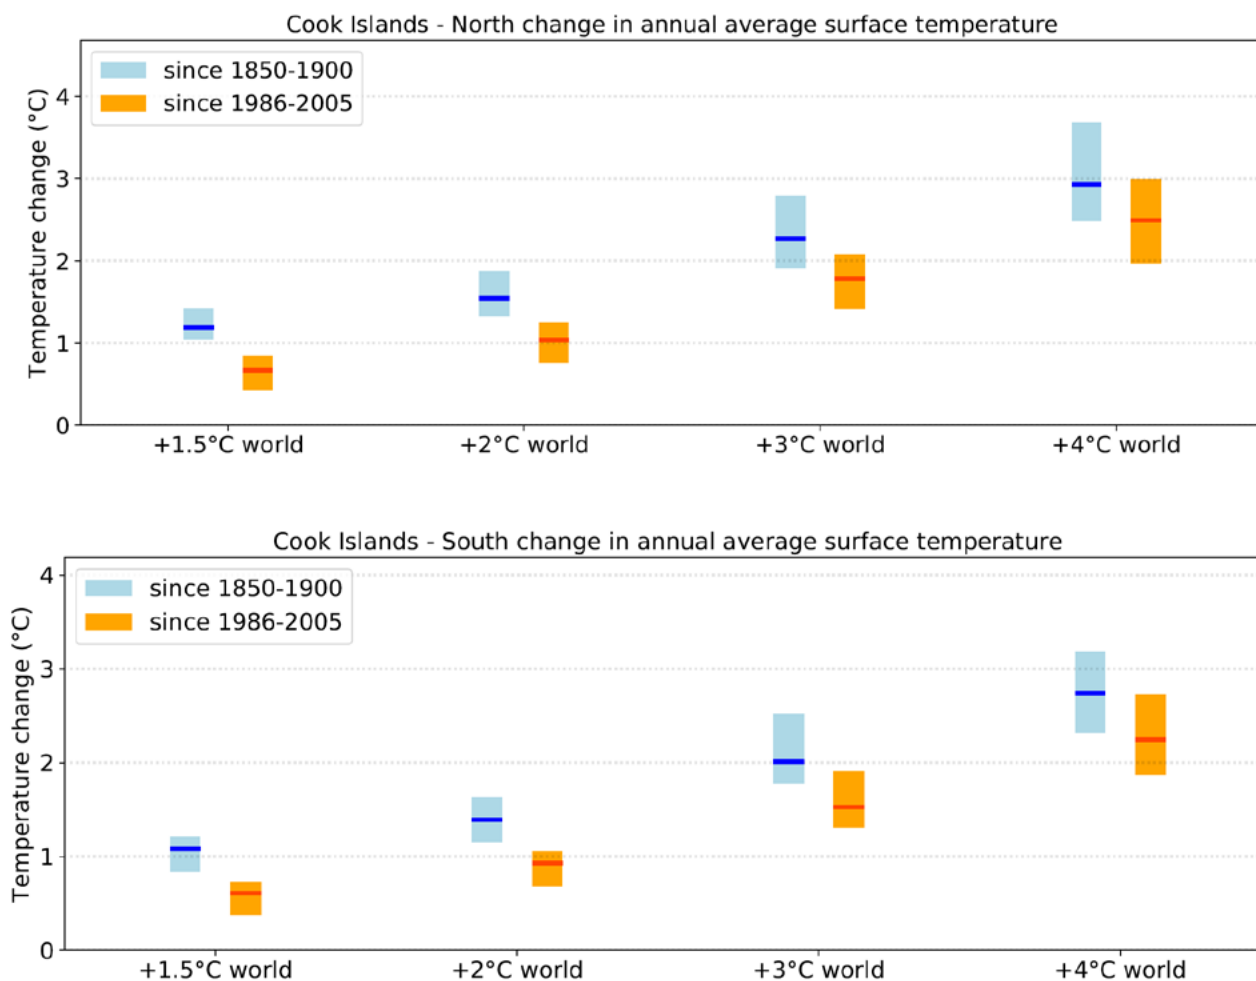 Cook Islands - North change in annual average surface temperature
since 1850-1900
since 1986-2005
Temperature change (°C)
4
3
2
1
0
+1.5°C world
+2°C world
+3°C world
+4°C world
Cook Islands - South change in annual average surface temperature
since 1850-1900
since 1986-2005
Temperature change (°C)
4
3
2
1
0
+1.5°C world
+2°C world
+3°C world
+4°C world